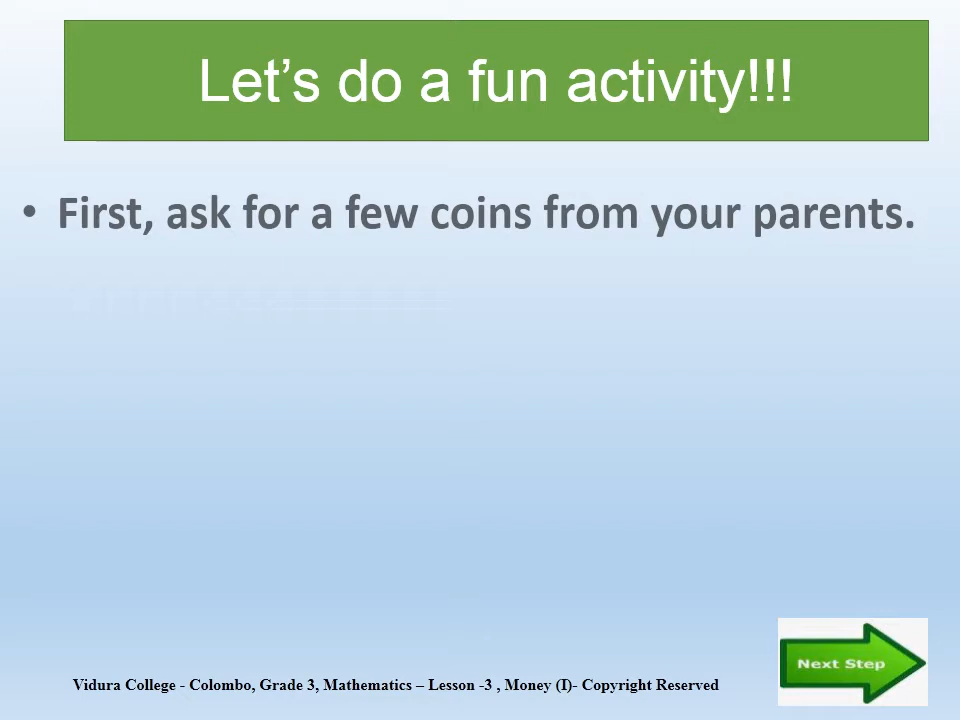 Let’s do a fun activity!!!
• First, ask for a few coins from your parents.
Next Step
Vidura College - Colombo, Grade 3, Mathematics – Lesson -3 , Money (I)- Copyright Reserved